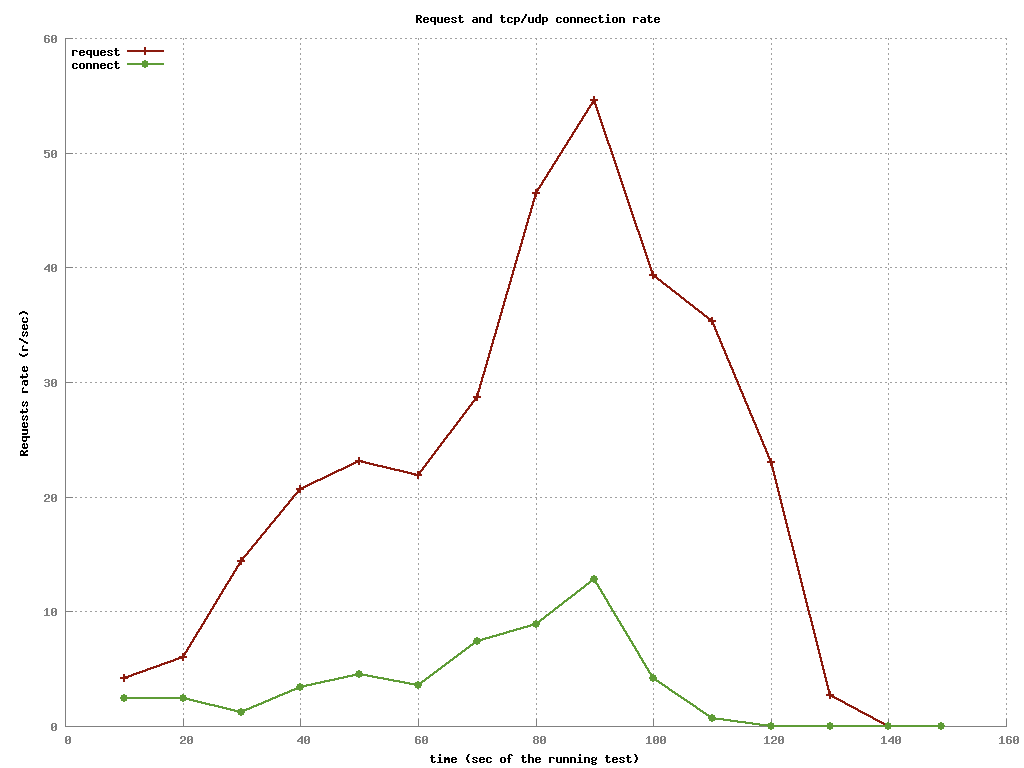 Request and tcp/udp connection rate
request
connect
60
50
40
30
20
10
0
Requests rate (r/sec)
0 20 40 60 80 100 120 140 160
time (sec of the running test)